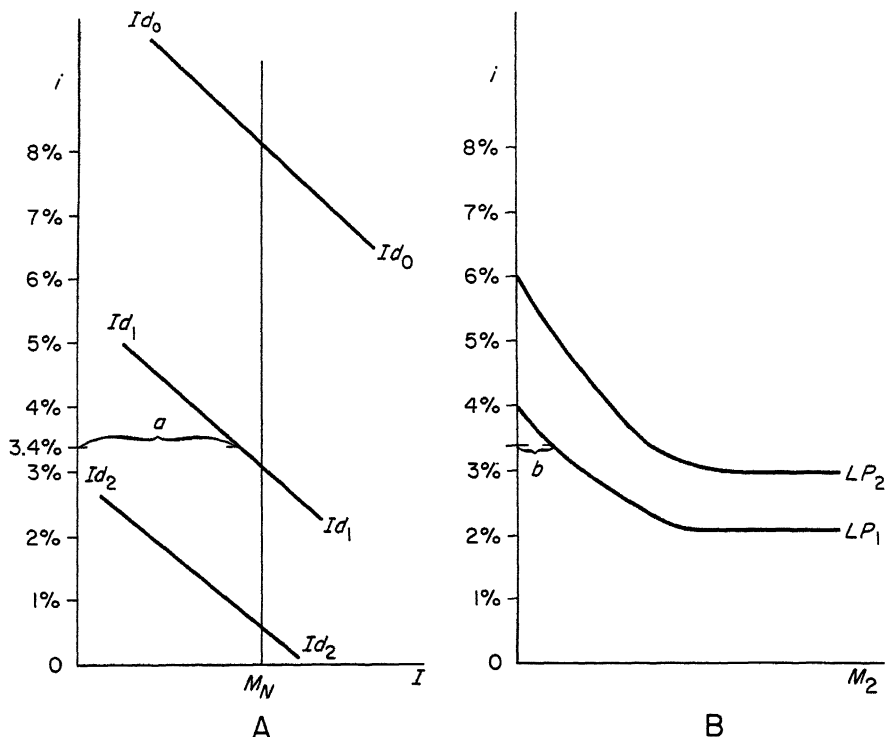 Id₀
i
8%
7%
6%
5%
4%
3.4%
3%
2%
1%
0
Id₀
Id₁
a
Id₁
Id₂
Id₂
M_N
I
A
i
8%
7%
6%
5%
4%
3%
2%
1%
0
b
LP₂
LP₁
M₂
B